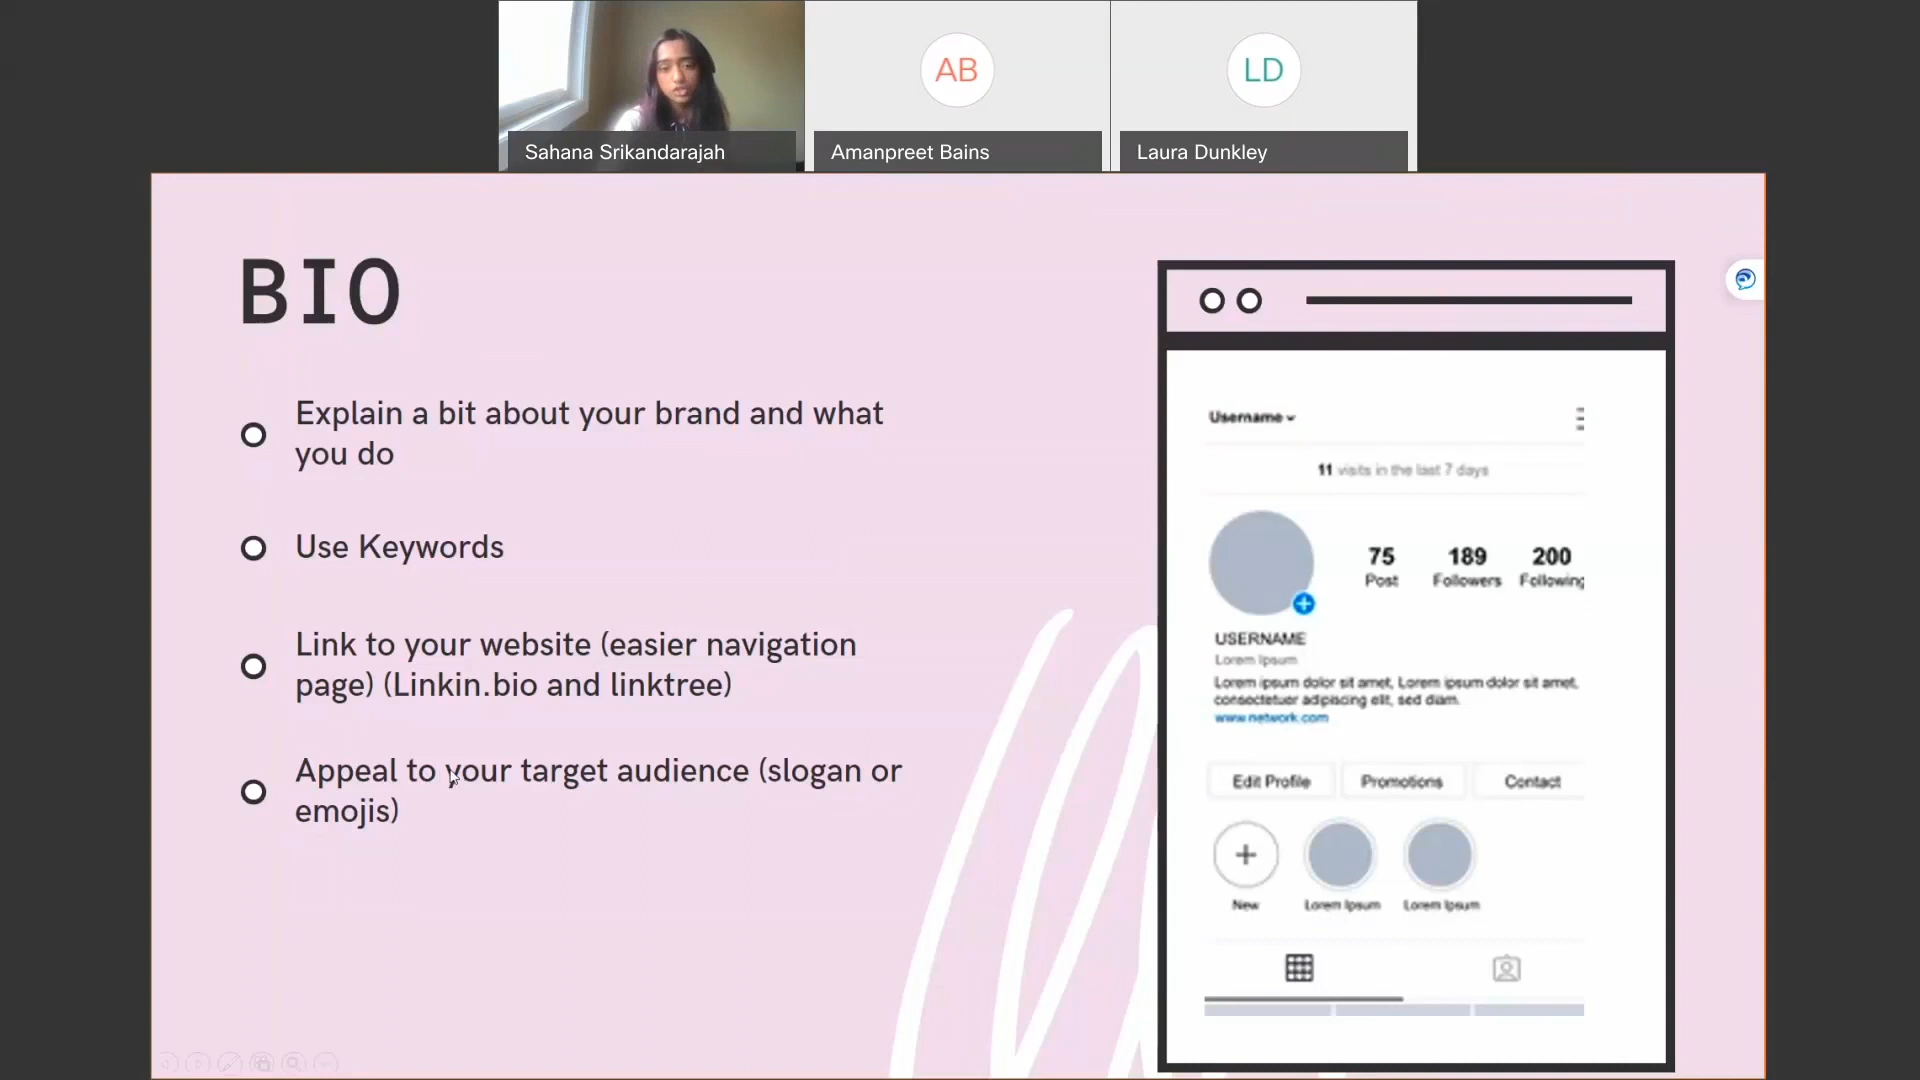 AB
LD
Sahana Srikandarajah
Amanpreet Bains
Laura Dunkley
BIO
Explain a bit about your brand and what
you do
Use Keywords
Link to your website (easier navigation
page) (Linkin.bio and linktree)
Appeal to your target audience (slogan or
emojis)
Username
11 visits in the last 7 days
75 189 200
Post Followers Following
USERNAME
Lorem Ipsum
Lorem ipsum dolor sit amet, Lorem ipsum dolor sit amet,
consectetuer adipiscing elit, sed diam.
www.network.com
Edit Profile Promotions Contact
New Lorem Ipsum Lorem Ipsum